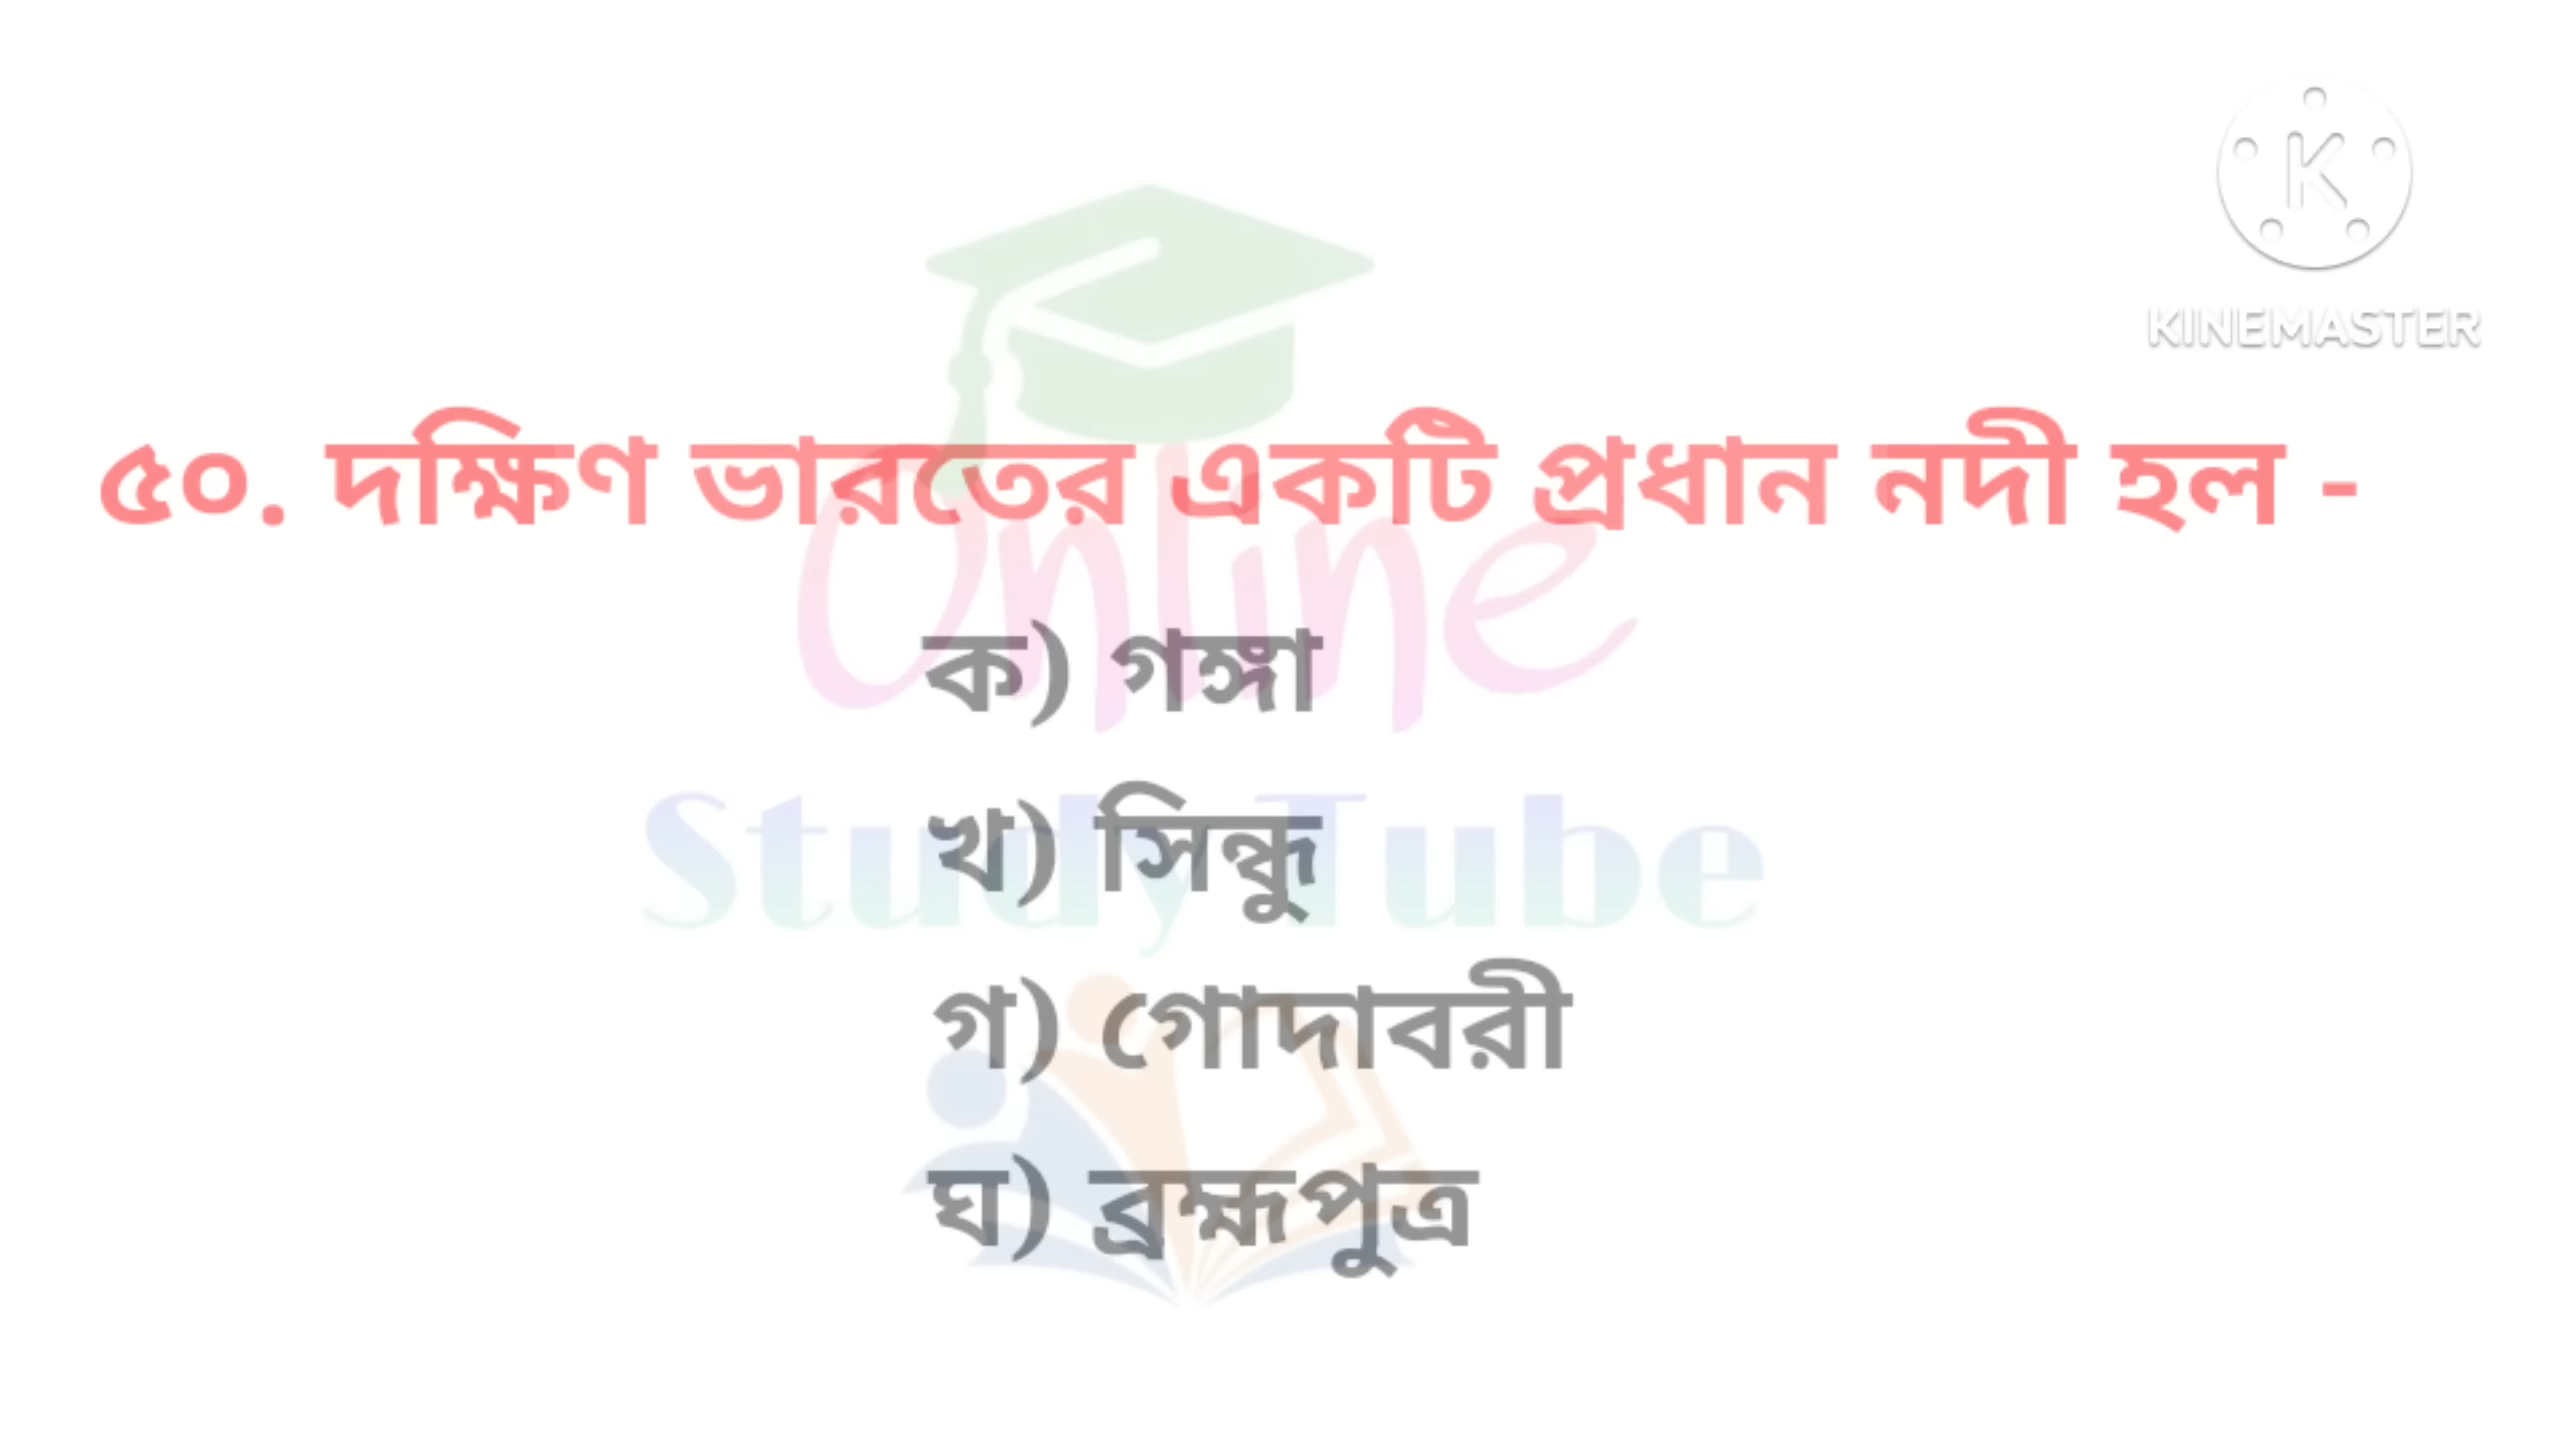 KINEMASTER
৫০. দক্ষিণ ভারতের একটি প্রধান নদী হল -
Online
ক) গঙ্গা
Study Tube
খ) সিন্ধু
গ) গোদাবরী
ঘ) ব্রহ্মপুত্র